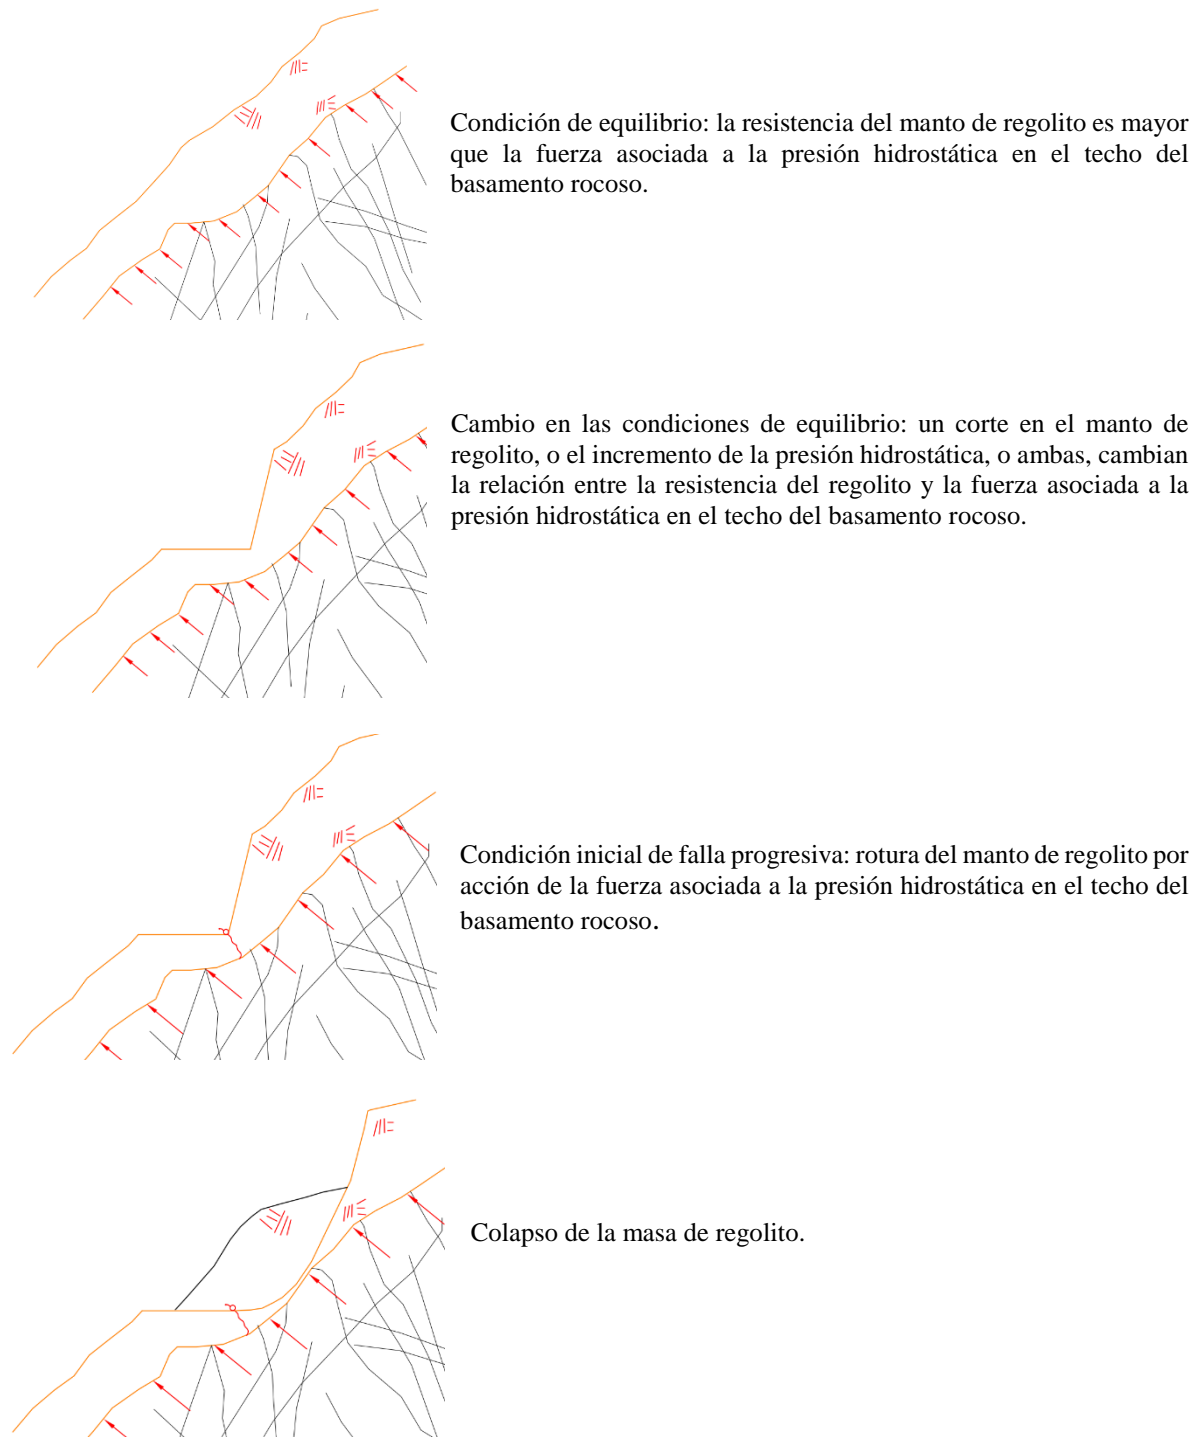 Condición de equilibrio: la resistencia del manto de regolito es mayor
que la fuerza asociada a la presión hidrostática en el techo del
basamento rocoso.
Cambio en las condiciones de equilibrio: un corte en el manto de
regolito, o el incremento de la presión hidrostática, o ambas, cambian
la relación entre la resistencia del regolito y la fuerza asociada a la
presión hidrostática en el techo del basamento rocoso.
Condición inicial de falla progresiva: rotura del manto de regolito por
acción de la fuerza asociada a la presión hidrostática en el techo del
basamento rocoso.
Colapso de la masa de regolito.